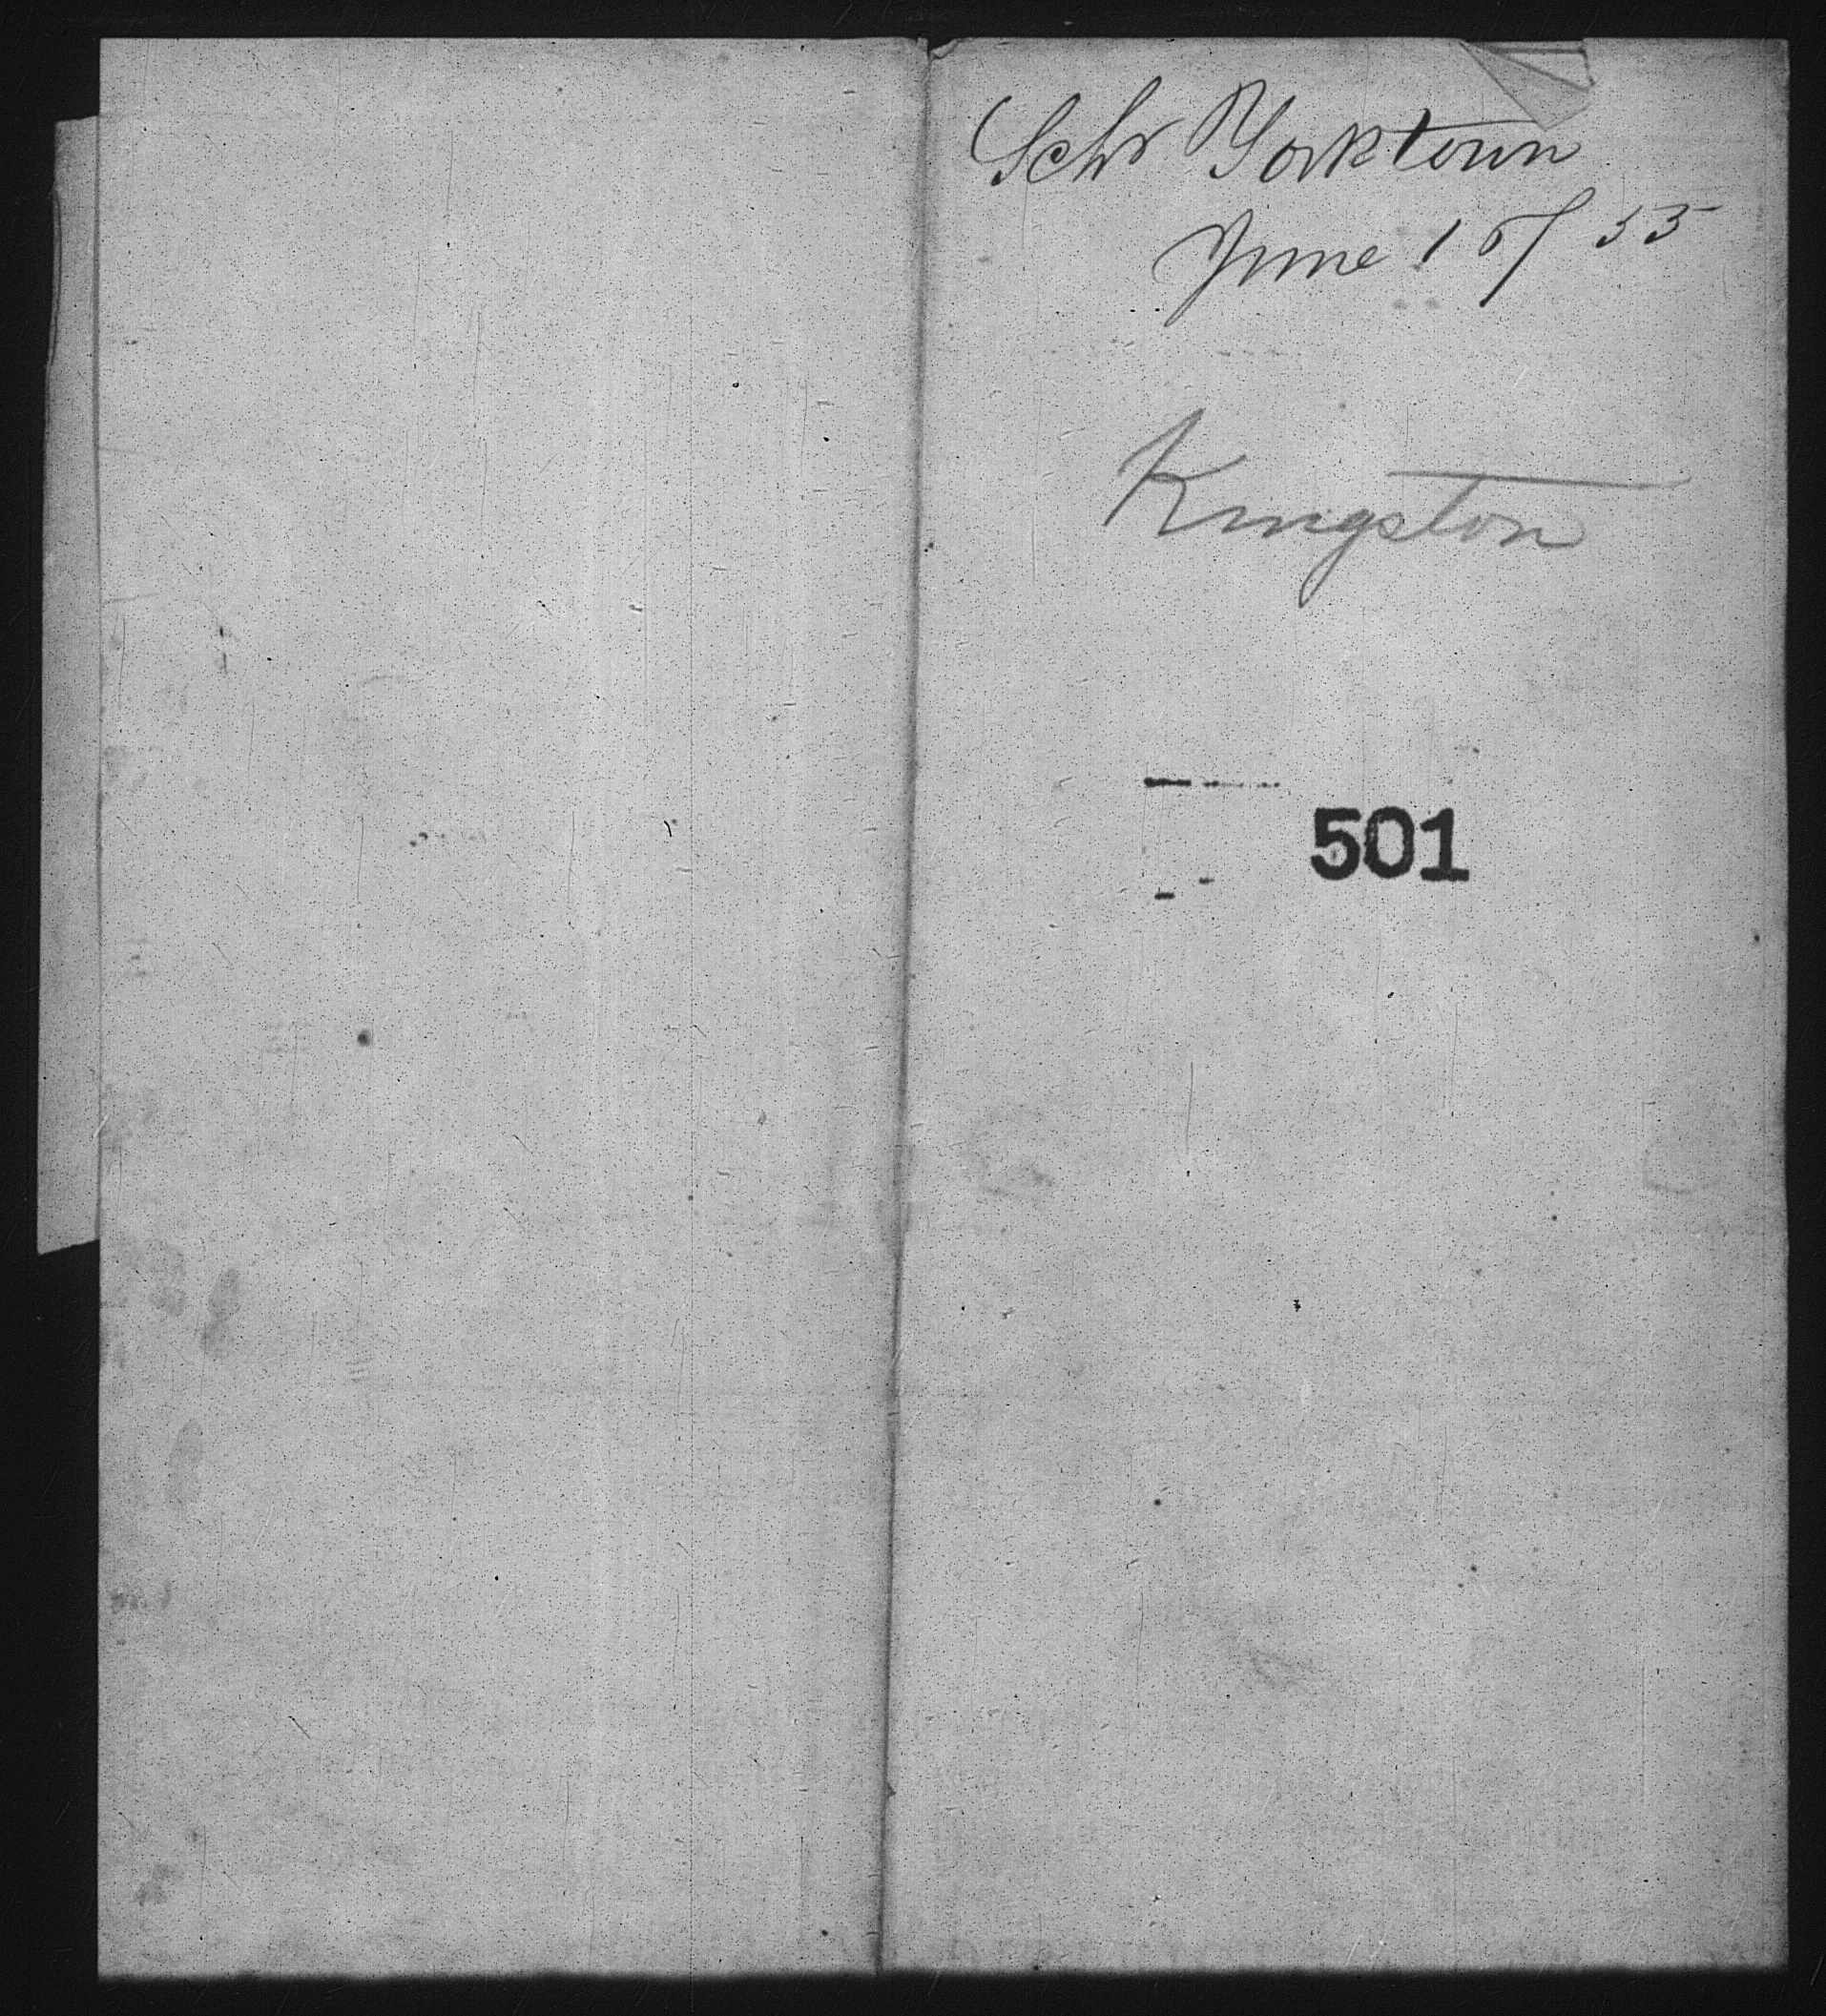 Schr Yorktown
June 1st 55
Kingston
501